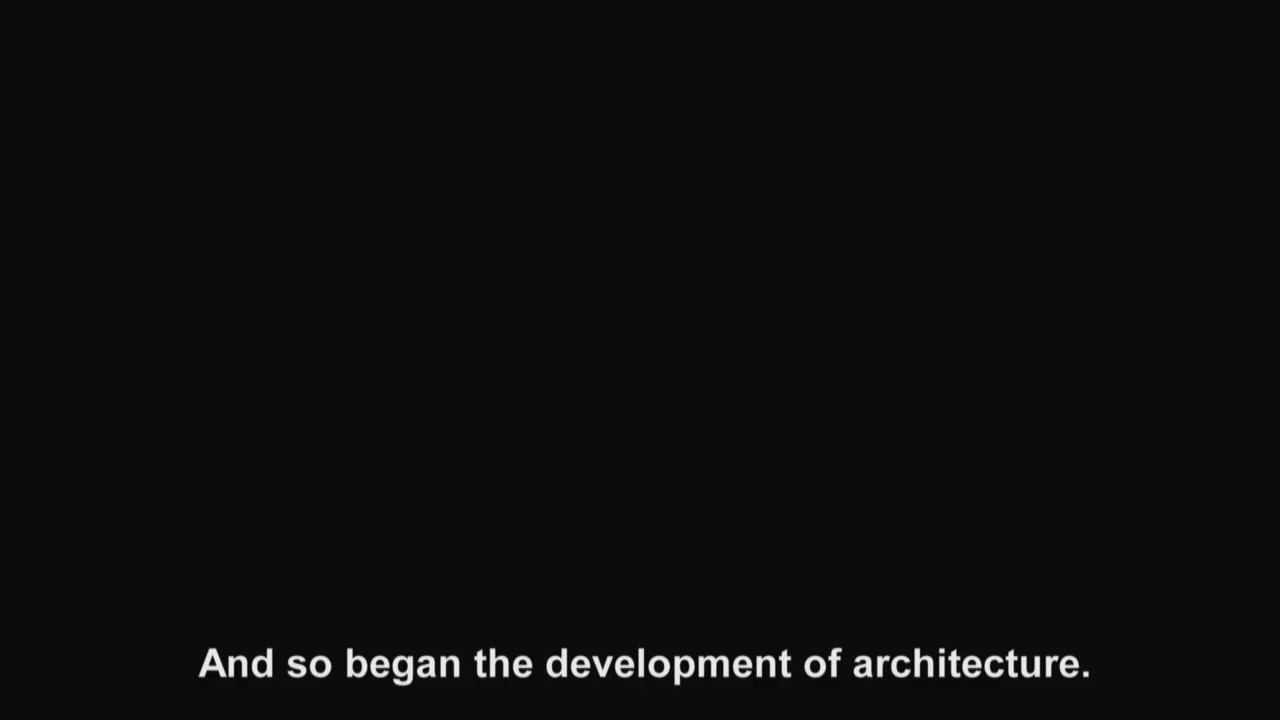 And so began the development of architecture.